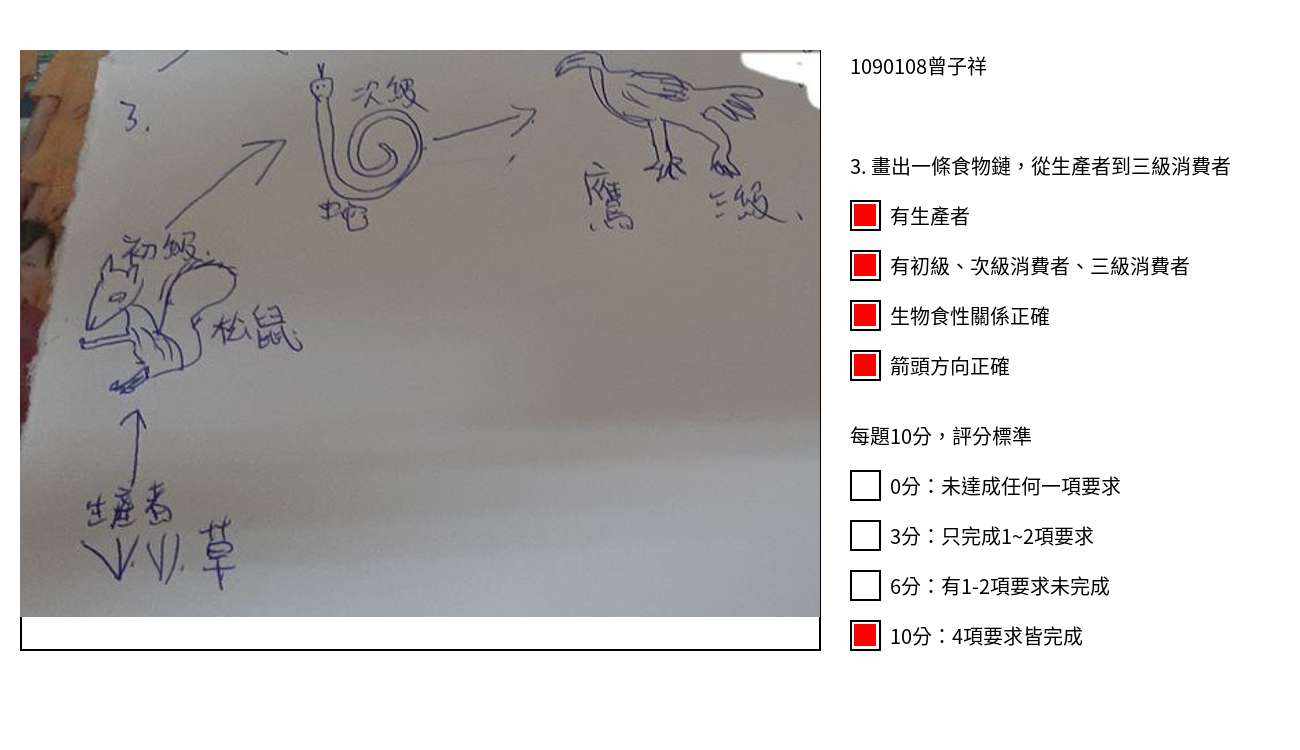 3.
次級
蛇
鷹
三級、
初級.
松鼠
生產者
草
1090108曾子祥
3. 畫出一條食物鏈，從生產者到三級消費者
有生產者
有初級、次級消費者、三級消費者
生物食性關係正確
箭頭方向正確
每題10分，評分標準
0分：未達成任何一項要求
3分：只完成1~2項要求
6分：有1-2項要求未完成
10分：4項要求皆完成